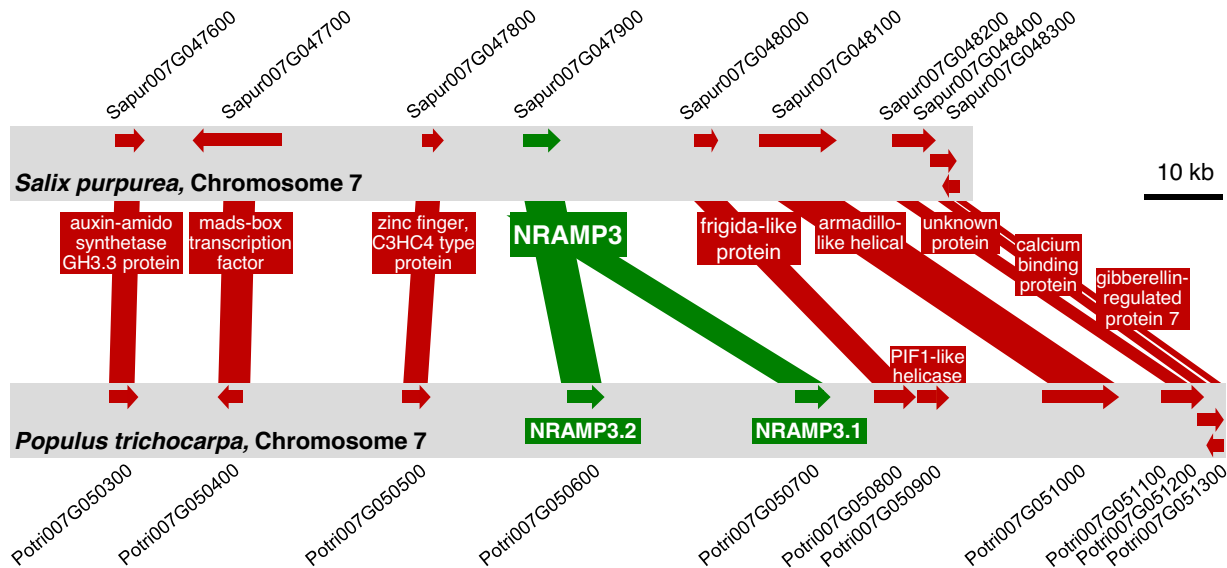 Sapur007G047600
Sapur007G047700
Sapur007G047800
Sapur007G047900
Sapur007G048000
Sapur007G048100
Sapur007G048200
Sapur007G048400
Sapur007G048300
Salix purpurea, Chromosome 7
10 kb
auxin-amido
synthetase
GH3.3 protein
mads-box
transcription
factor
zinc finger,
C3HC4 type
protein
NRAMP3
frigida-like
protein
armadillo-
like helical
unknown
protein
calcium
binding
protein
gibberellin-
regulated
protein 7
PIF1-like
helicase
NRAMP3.2
NRAMP3.1
Populus trichocarpa, Chromosome 7
Potri007G050300
Potri007G050400
Potri007G050500
Potri007G050600
Potri007G050700
Potri007G050800
Potri007G050900
Potri007G051000
Potri007G051100
Potri007G051200
Potri007G051300